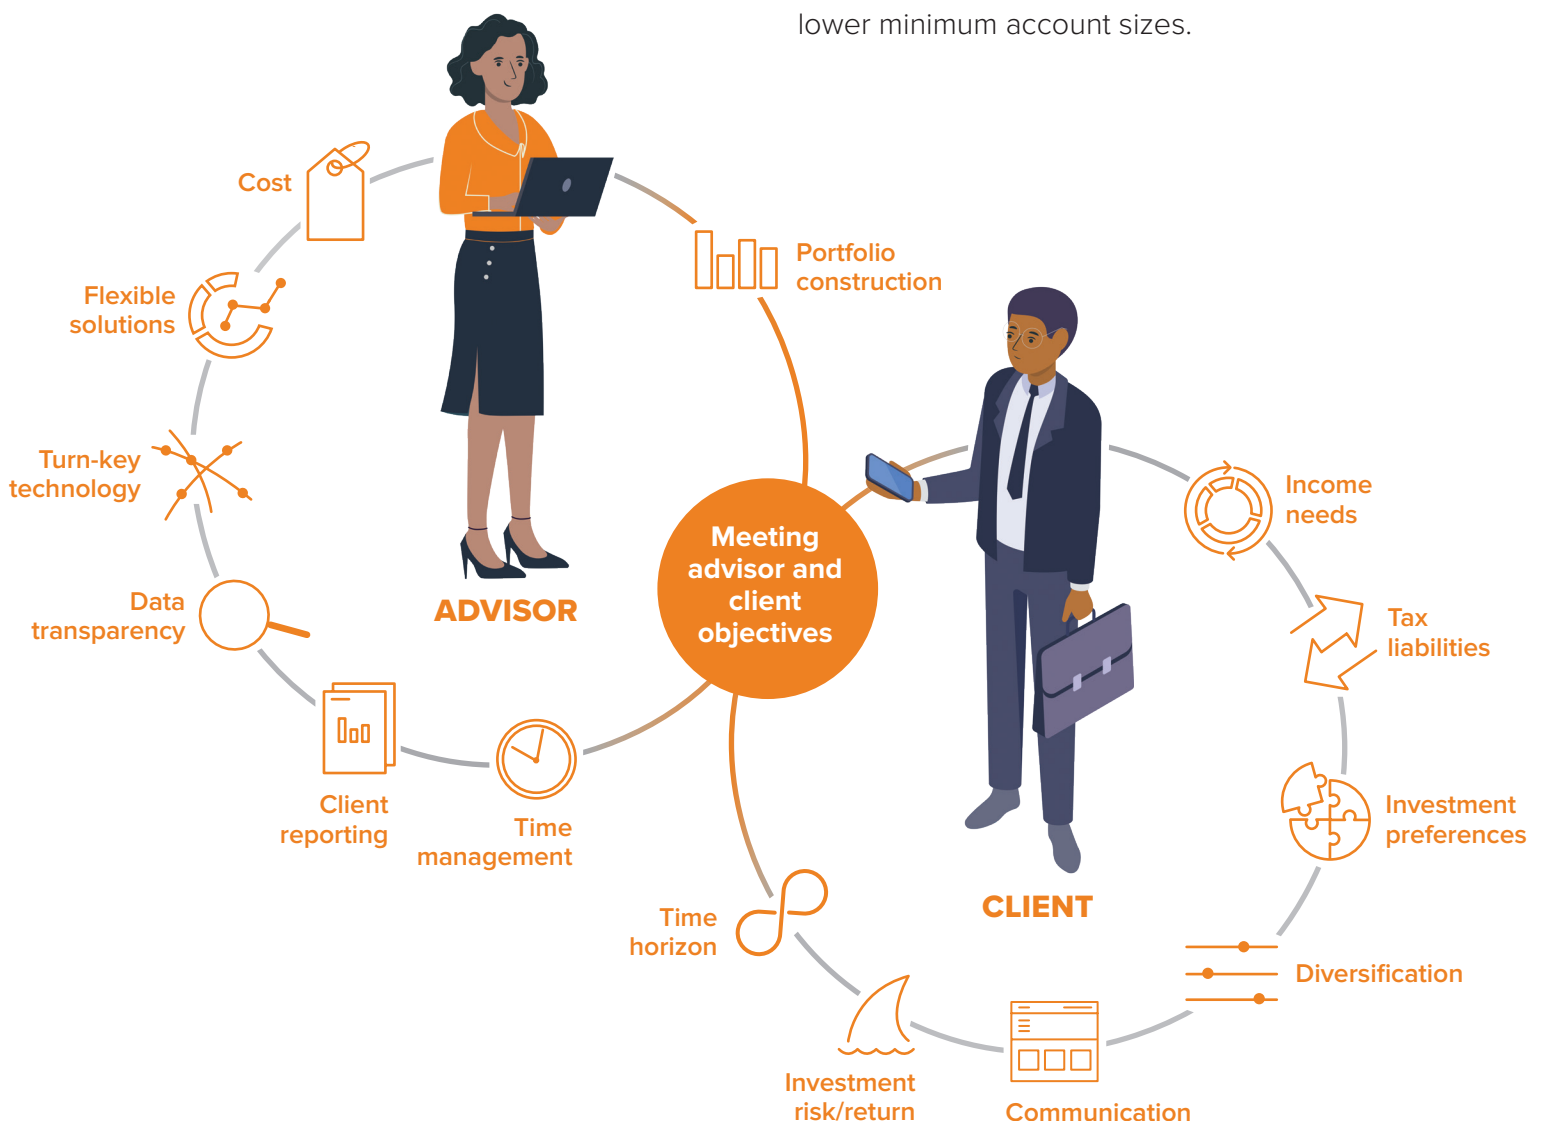 lower minimum account sizes.
Cost
Portfolio
construction
Flexible
solutions
Turn-key
technology
Data
transparency
ADVISOR
Client
reporting
Time
management
Meeting
advisor and
client
objectives
Income
needs
Tax
liabilities
Investment
preferences
CLIENT
Diversification
Time
horizon
Investment
risk/return
Communication